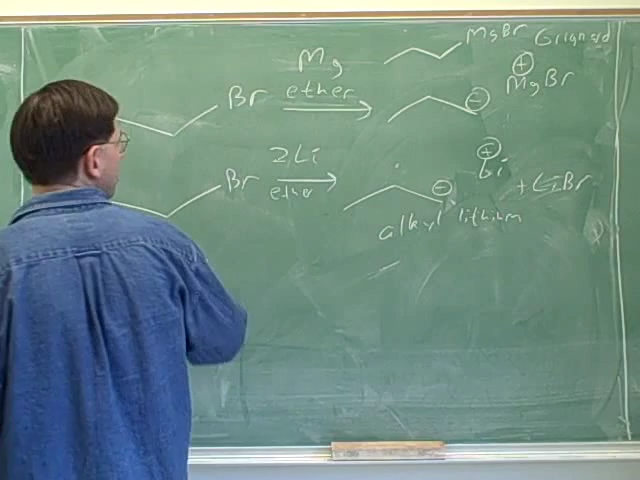 MgBr Grignard
Mg
ether
Br
⊕
MgBr
⊖
2Li
ether
Br
⊕
Li
⊖
+ LiBr
alkyl lithium